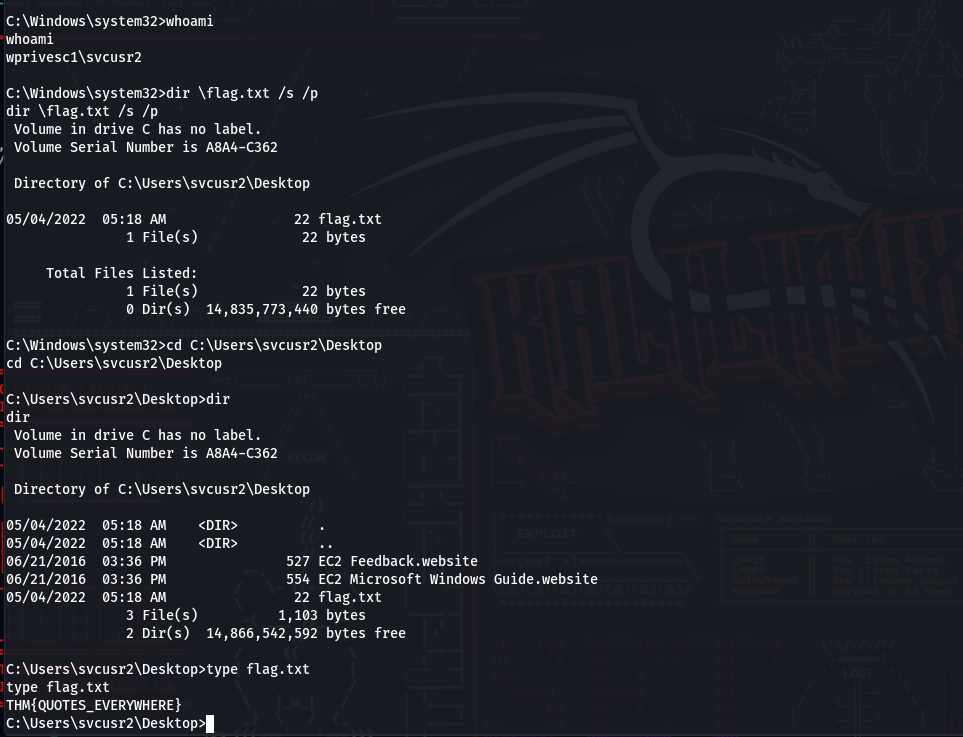 C:\Windows\system32>whoami
whoami
wprivesc1\svcusr2
C:\Windows\system32>dir \flag.txt /s /p
dir \flag.txt /s /p
 Volume in drive C has no label.
 Volume Serial Number is A8A4-C362
 Directory of C:\Users\svcusr2\Desktop
05/04/2022  05:18 AM                22 flag.txt
               1 File(s)             22 bytes
     Total Files Listed:
               1 File(s)             22 bytes
               0 Dir(s)  14,835,773,440 bytes free
C:\Windows\system32>cd C:\Users\svcusr2\Desktop
cd C:\Users\svcusr2\Desktop
C:\Users\svcusr2\Desktop>dir
dir
 Volume in drive C has no label.
 Volume Serial Number is A8A4-C362
RECON
 Directory of C:\Users\svcusr2\Desktop
05/04/2022  05:18 AM    <DIR>          .
05/04/2022  05:18 AM    <DIR>          ..
06/21/2016  03:36 PM               527 EC2 Feedback.website
06/21/2016  03:36 PM               554 EC2 Microsoft Windows Guide.website
05/04/2022  05:18 AM                22 flag.txt
               3 File(s)          1,103 bytes
               2 Dir(s)  14,866,542,592 bytes free
C:\Users\svcusr2\Desktop>type flag.txt
type flag.txt
THM{QUOTES_EVERYWHERE}
C:\Users\svcusr2\Desktop>
EXPLOIT
LOOT